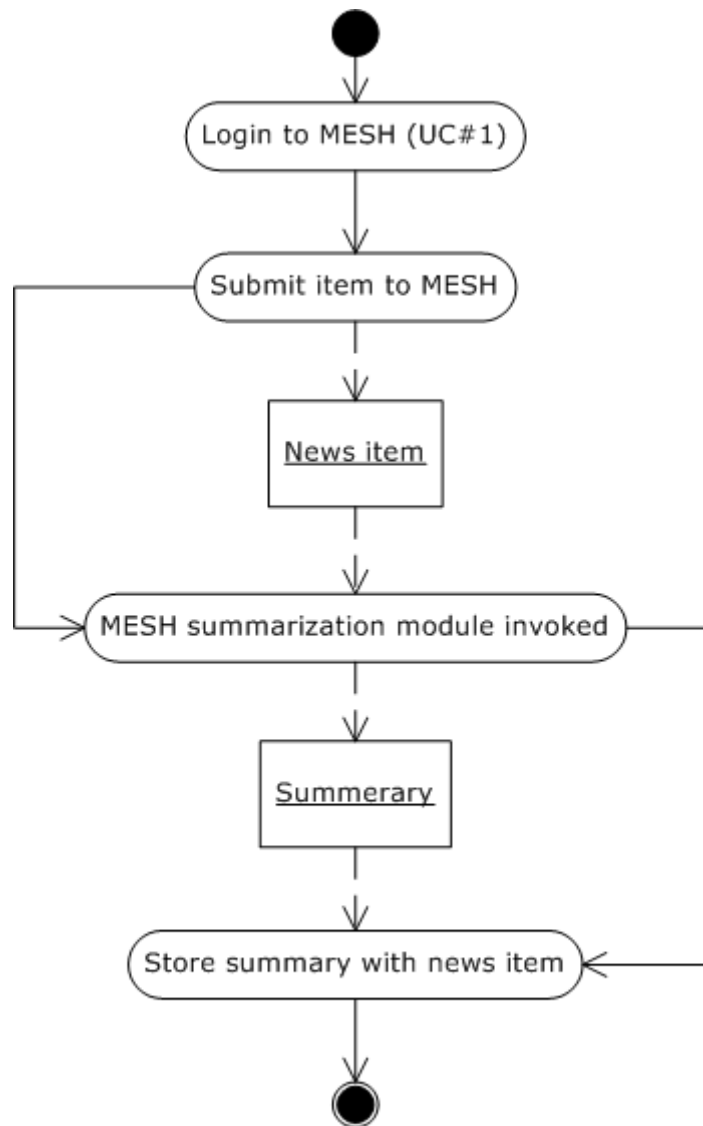 Login to MESH (UC#1)
Submit item to MESH
News item
MESH summarization module invoked
Summerary
Store summary with news item